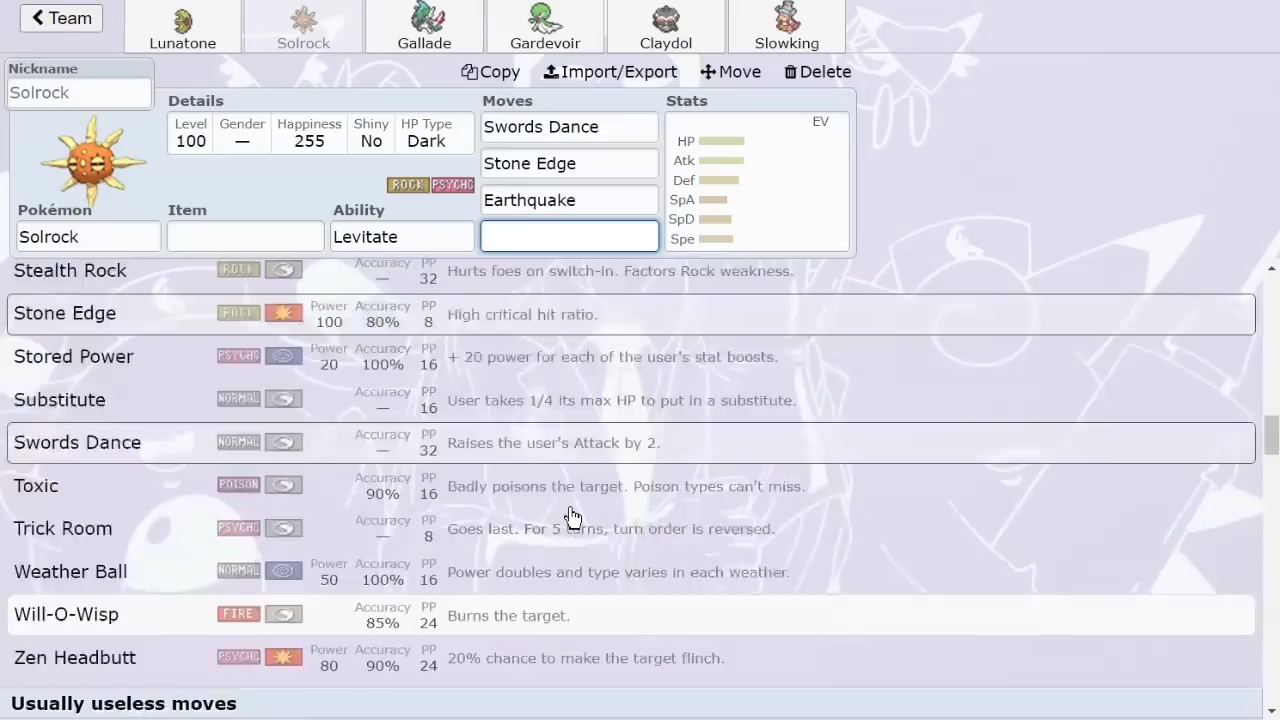 Team
Lunatone
Solrock
Gallade
Gardevoir
Claydol
Slowking
Nickname
Solrock
Copy
Import/Export
Move
Delete
Details
Level Gender Happiness Shiny HP Type
100 — 255 No Dark
ROCK PSYCHC
Pokémon Item Ability
Solrock
Levitate
Moves
Swords Dance
Stone Edge
Earthquake
Stats
EV
HP
Atk
Def
SpA
SpD
Spe
Stealth Rock ROCK Accuracy — PP 32 Hurts foes on switch-in. Factors Rock weakness.
Stone Edge ROCK Power 100 Accuracy 80% PP 8 High critical hit ratio.
Stored Power PSYCHC Power 20 Accuracy 100% PP 16 + 20 power for each of the user's stat boosts.
Substitute NORMAL Accuracy — PP 16 User takes 1/4 its max HP to put in a substitute.
Swords Dance NORMAL Accuracy — PP 32 Raises the user's Attack by 2.
Toxic POISON Accuracy 90% PP 16 Badly poisons the target. Poison types can't miss.
Trick Room PSYCHC Accuracy — PP 8 Goes last. For 5 turns, turn order is reversed.
Weather Ball NORMAL Power 50 Accuracy 100% PP 16 Power doubles and type varies in each weather.
Will-O-Wisp FIRE Accuracy 85% PP 24 Burns the target.
Zen Headbutt PSYCHC Power 80 Accuracy 90% PP 24 20% chance to make the target flinch.
Usually useless moves